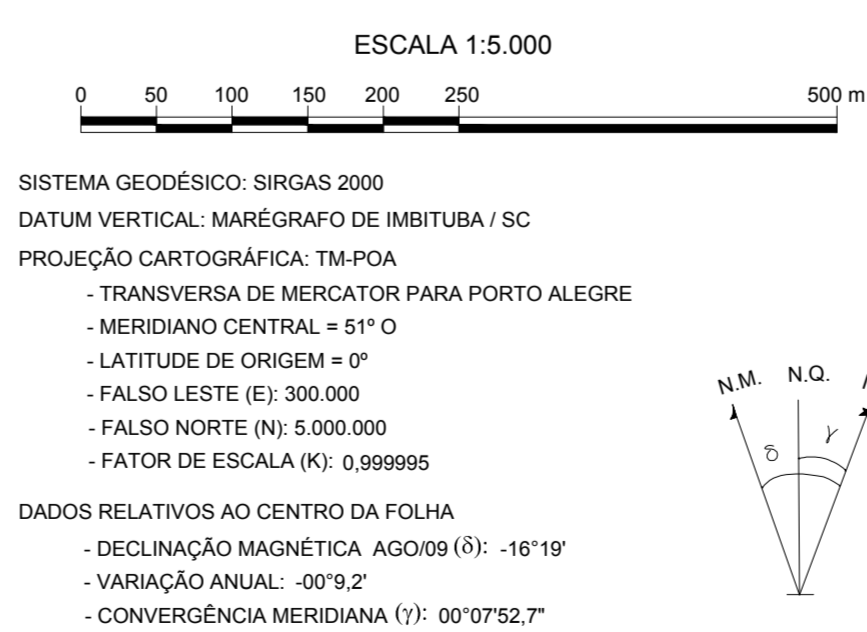 ESCALA 1:5.000
0 50 100 150 200 250 500 m
SISTEMA GEODÉSICO: SIRGAS 2000
DATUM VERTICAL: MARÉGRAFO DE IMBITUBA / SC
PROJEÇÃO CARTOGRÁFICA: TM-POA
- TRANSVERSA DE MERCATOR PARA PORTO ALEGRE
- MERIDIANO CENTRAL = 51º O
- LATITUDE DE ORIGEM = 0º
- FALSO LESTE (E): 300.000
- FALSO NORTE (N): 5.000.000
- FATOR DE ESCALA (K): 0,999995
N.M. N.Q.
δ γ
DADOS RELATIVOS AO CENTRO DA FOLHA
- DECLINAÇÃO MAGNÉTICA AGO/09 (δ): -16°19'
- VARIAÇÃO ANUAL: -00°9,2'
- CONVERGÊNCIA MERIDIANA (γ): 00°07'52,7"